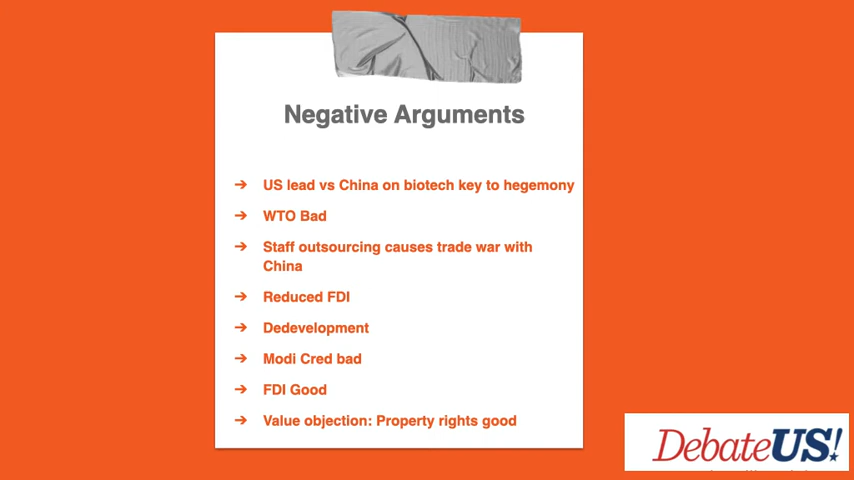 Negative Arguments
➔ US lead vs China on biotech key to hegemony
➔ WTO Bad
➔ Staff outsourcing causes trade war with
China
➔ Reduced FDI
➔ Dedevelopment
➔ Modi Cred bad
➔ FDI Good
➔ Value objection: Property rights good
DebateUS!